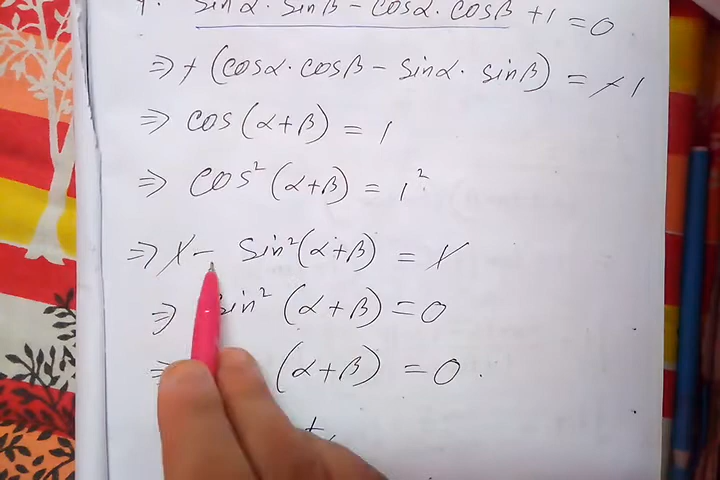 sinα · sinβ - cosα · cosβ + 1 = 0
⇒ + (cosα · cosβ - sinα · sinβ) = -1
⇒ cos (α+β) = 1
⇒ cos² (α+β) = 1²
⇒ 1 - sin² (α+β) = 1
⇒ sin² (α+β) = 0
⇒ (α+β) = 0 .